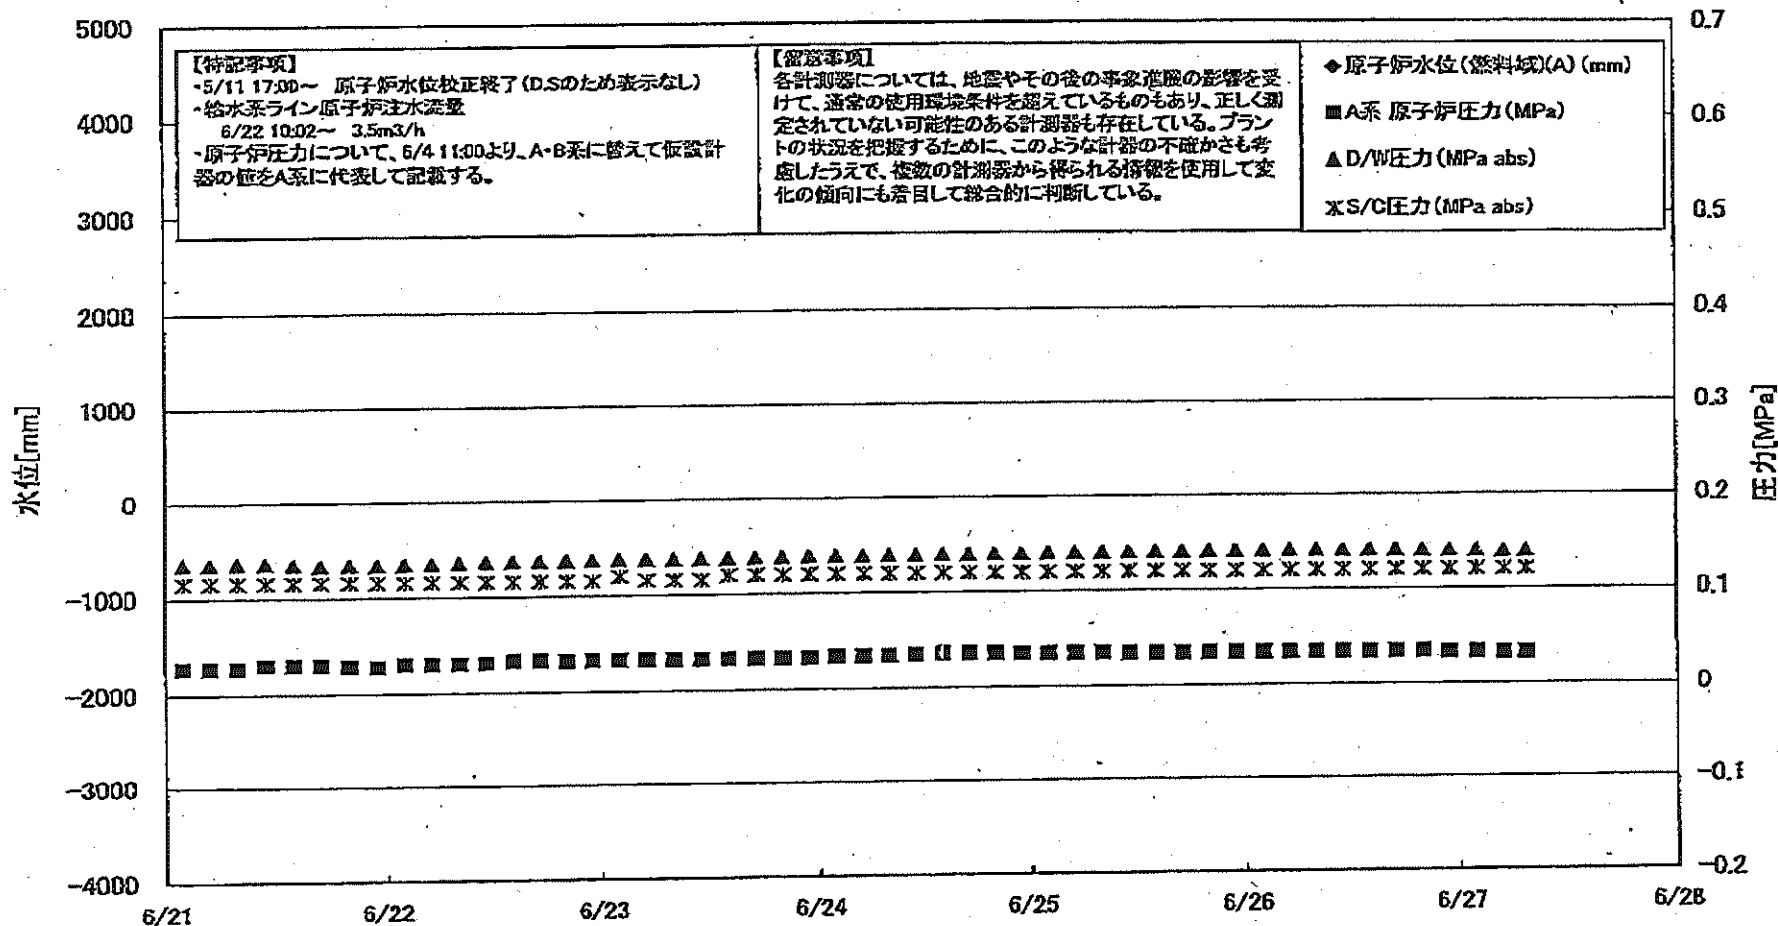 【特記事項】
・5/11 17:00～ 原子炉水位校正終了(D.Sのため表示なし)
・給水系ライン原子炉注水流量
6/22 10:02～ 3.5m3/h
・原子炉圧力について、6/4 11:00より、A・B系に替えて仮設計
器の値をA系に代表して記載する。
【留意事項】
各計測器については、地震やその後の事象進展の影響を受
けて、通常の使用環境条件を超えているものもあり、正しく測
定されていない可能性のある計測器も存在している。プラン
トの状況を把握するために、このような計器の不確かさも考
慮したうえで、複数の計測器から得られる情報を使用して変
化の傾向にも着目して総合的に判断している。
◆原子炉水位(燃料域)(A)(mm)
■A系 原子炉圧力(MPa)
▲D/W圧力(MPa abs)
ⵣS/C圧力(MPa abs)
水位[mm]
5000
4000
3000
2000
1000
0
-1000
-2000
-3000
-4000
0.7
0.6
0.5
0.4
0.3
0.2
0.1
0
-0.1
-0.2
圧力[MPa]
6/21
6/22
6/23
6/24
6/25
6/26
6/27
6/28